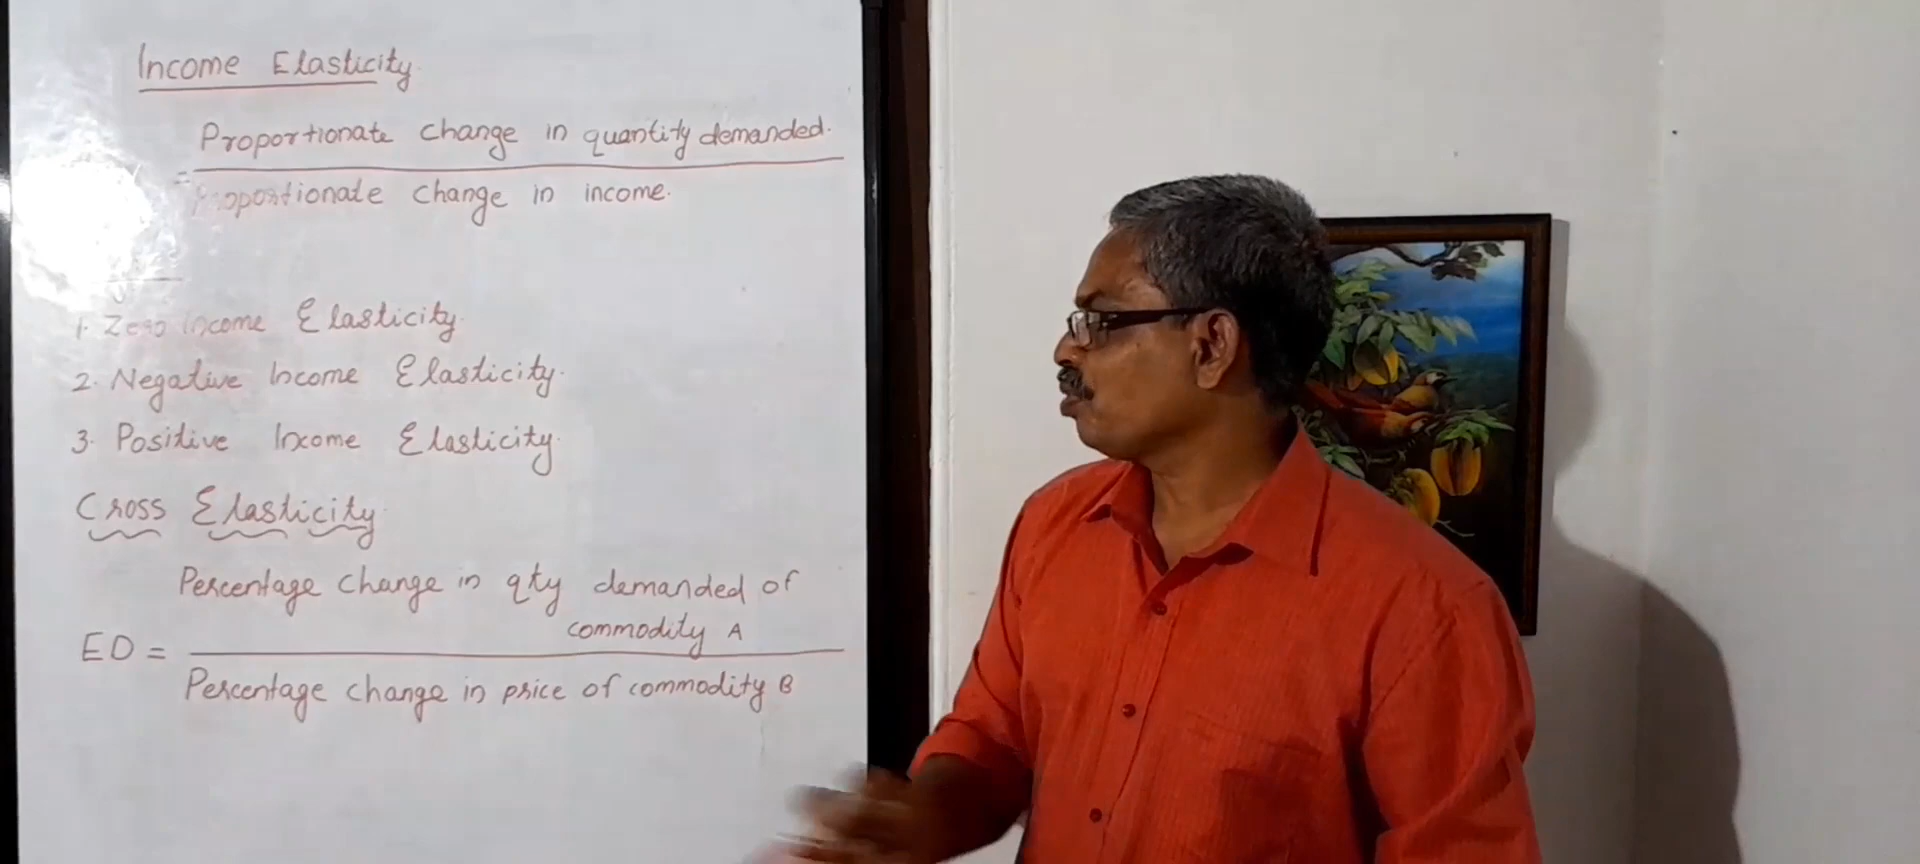 Income Elasticity.
Proportionate change in quantity demanded.
=
Proportionate change in income.
1. Zero income Elasticity.
2. Negative Income Elasticity.
3. Positive Income Elasticity.
Cross Elasticity
Percentage change in qty demanded of
commodity A
ED =
Percentage change in price of commodity B